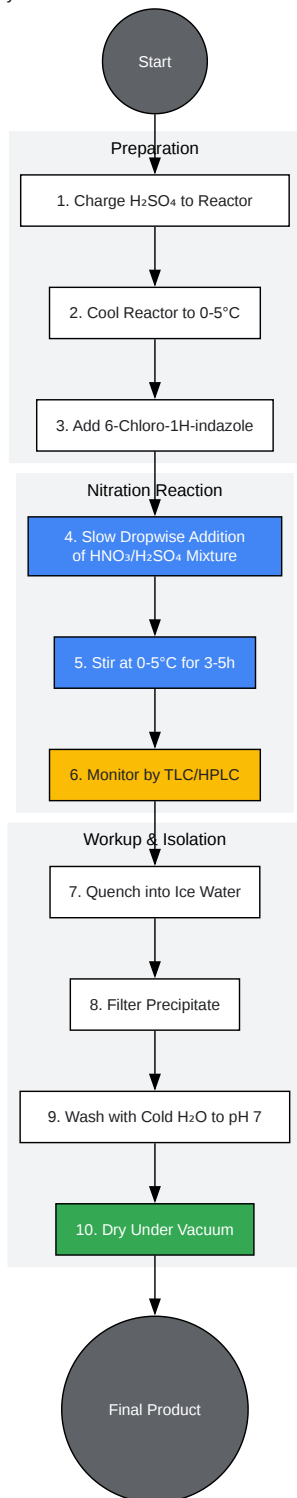 Start
Preparation
1. Charge H₂SO₄ to Reactor
2. Cool Reactor to 0-5°C
3. Add 6-Chloro-1H-indazole
Nitration Reaction
4. Slow Dropwise Addition
of HNO₃/H₂SO₄ Mixture
5. Stir at 0-5°C for 3-5h
6. Monitor by TLC/HPLC
Workup & Isolation
7. Quench into Ice Water
8. Filter Precipitate
9. Wash with Cold H₂O to pH 7
10. Dry Under Vacuum
Final Product